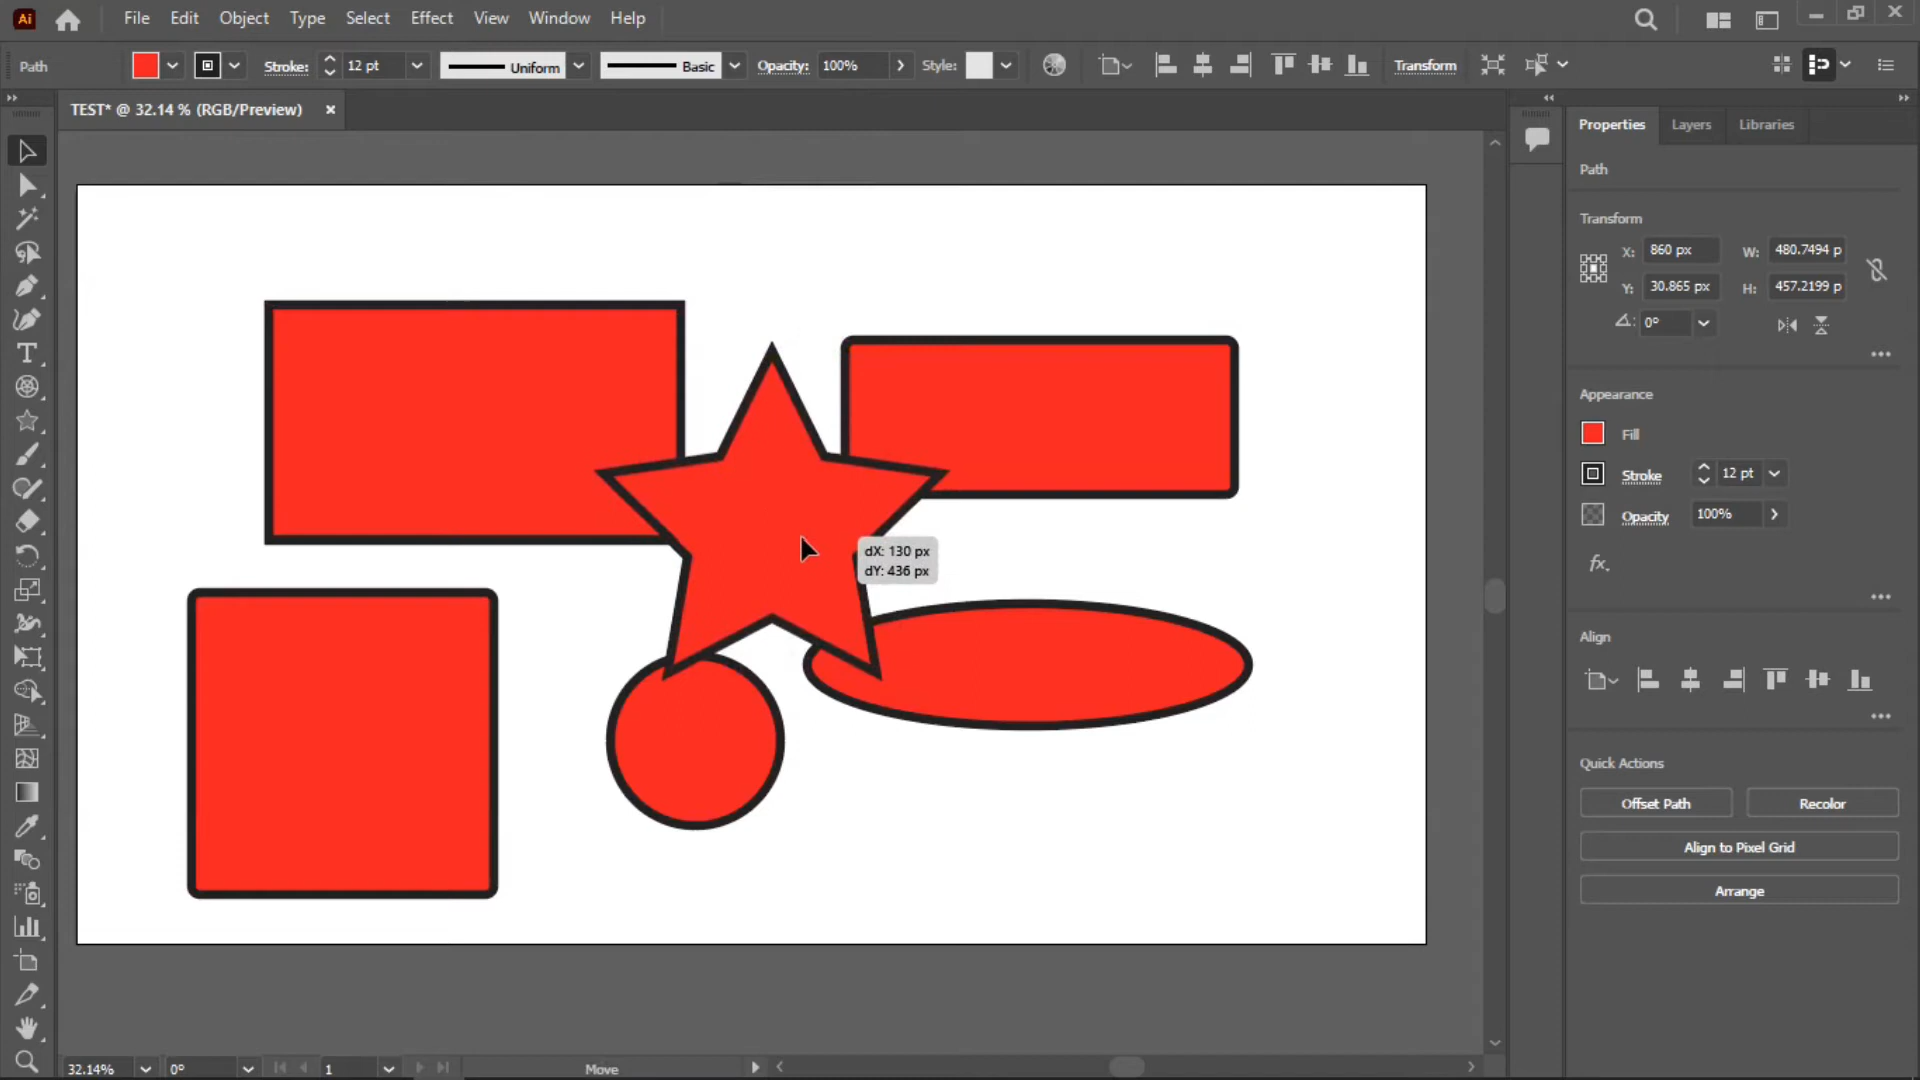 Ai File Edit Object Type Select Effect View Window Help
Path Stroke: 12 pt Uniform Basic Opacity: 100% Style: Transform
TEST* @ 32.14 % (RGB/Preview)
Properties Layers Libraries
Path
Transform
X: 860 px W: 480.7494 p
Y: 30.865 px H: 457.2199 p
0°
Appearance
Fill
Stroke 12 pt
Opacity 100%
fx.
dX: 130 px
dY: 436 px
Align
Quick Actions
Offset Path Recolor
Align to Pixel Grid
Arrange
32.14% 0° 1 Move